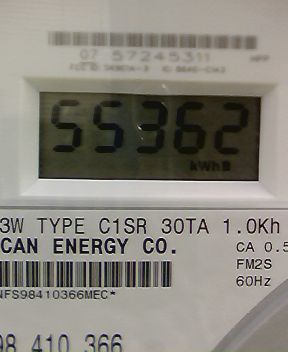 07 57245311
55362
kWh
3W TYPE C1SR 30TA 1.0Kh
CAN ENERGY CO.
CA 0.5
FM2S
60Hz
NFS98410366MEC*
98 410 366